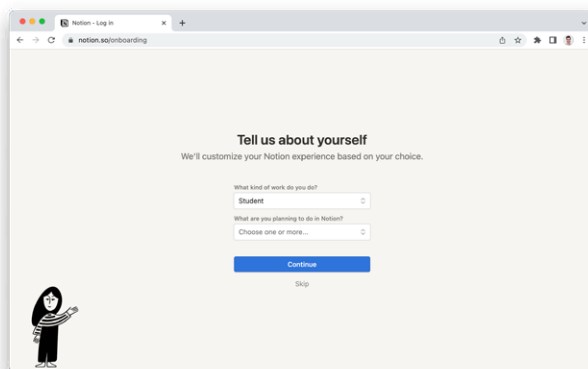 Notion - Log in
notion.so/onboarding
Tell us about yourself
We'll customize your Notion experience based on your choice.
What kind of work do you do?
Student
What are you planning to do in Notion?
Choose one or more...
Continue
Skip